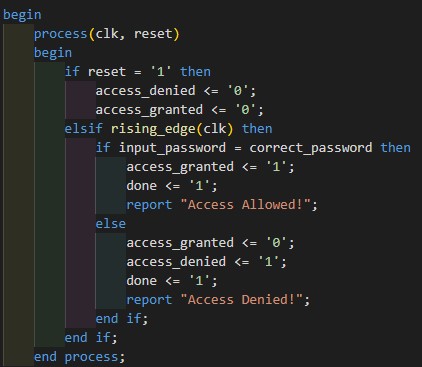 begin
process(clk, reset)
begin
if reset = '1' then
access_denied <= '0';
access_granted <= '0';
elsif rising_edge(clk) then
if input_password = correct_password then
access_granted <= '1';
done <= '1';
report "Access Allowed!";
else
access_granted <= '0';
access_denied <= '1';
done <= '1';
report "Access Denied!";
end if;
end if;
end process;